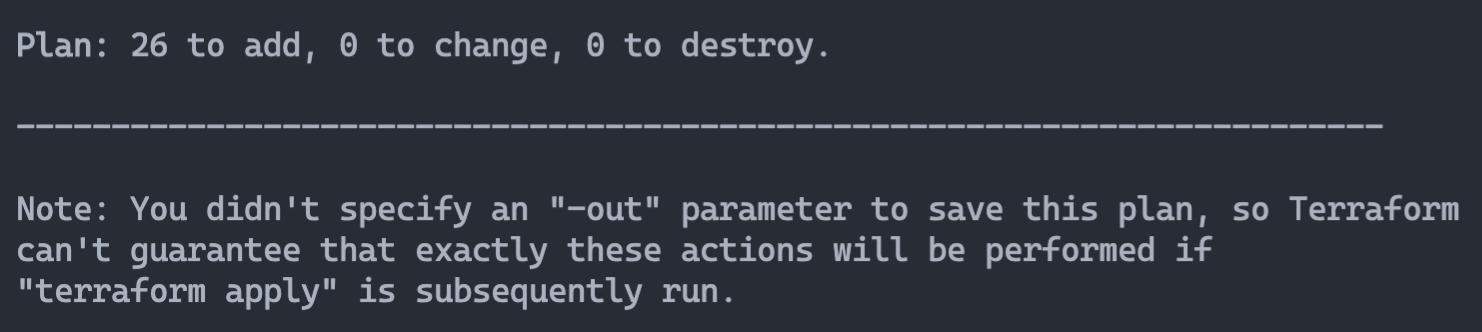 Plan: 26 to add, 0 to change, 0 to destroy.
------------------------------------------------------------------------
Note: You didn't specify an "-out" parameter to save this plan, so Terraform
can't guarantee that exactly these actions will be performed if
"terraform apply" is subsequently run.